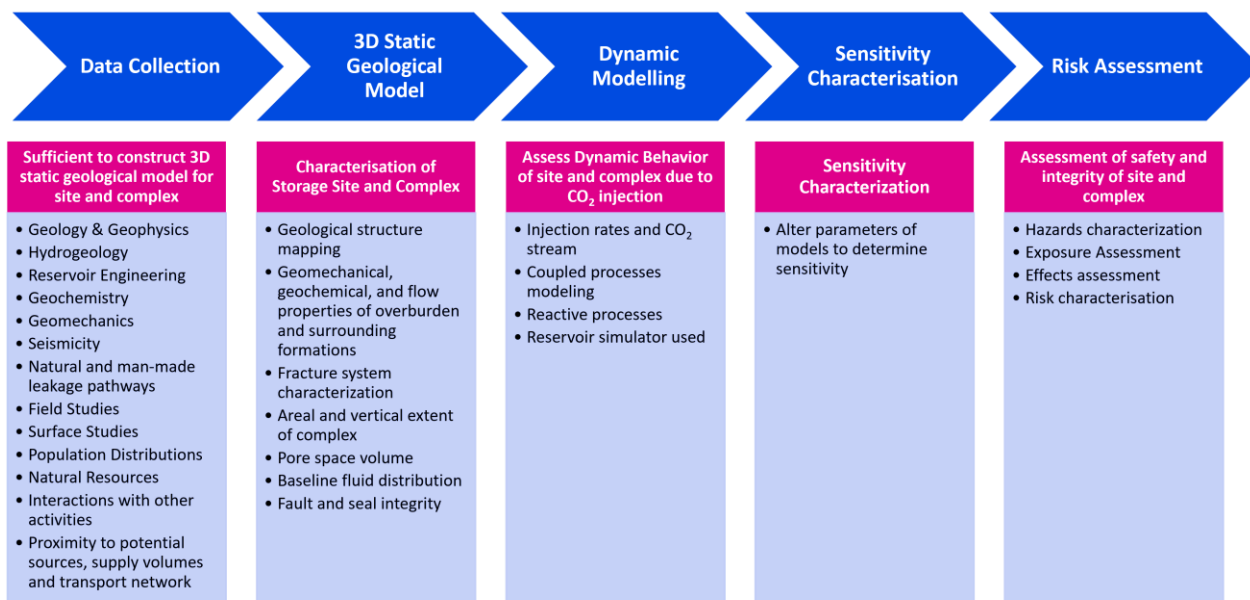 Data Collection
3D Static
Geological
Model
Dynamic
Modelling
Sensitivity
Characterisation
Risk Assessment
Sufficient to construct 3D
static geological model for
site and complex
• Geology & Geophysics
• Hydrogeology
• Reservoir Engineering
• Geochemistry
• Geomechanics
• Seismicity
• Natural and man-made
leakage pathways
• Field Studies
• Surface Studies
• Population Distributions
• Natural Resources
• Interactions with other
activities
• Proximity to potential
sources, supply volumes
and transport network
Characterisation of
Storage Site and Complex
• Geological structure
mapping
• Geomechanical,
geochemical, and flow
properties of overburden
and surrounding
formations
• Fracture system
characterization
• Areal and vertical extent
of complex
• Pore space volume
• Baseline fluid distribution
• Fault and seal integrity
Assess Dynamic Behavior
of site and complex due to
CO₂ injection
• Injection rates and CO₂
stream
• Coupled processes
modeling
• Reactive processes
• Reservoir simulator used
Sensitivity
Characterization
• Alter parameters of
models to determine
sensitivity
Assessment of safety and
integrity of site and
complex
• Hazards characterization
• Exposure Assessment
• Effects assessment
• Risk characterisation